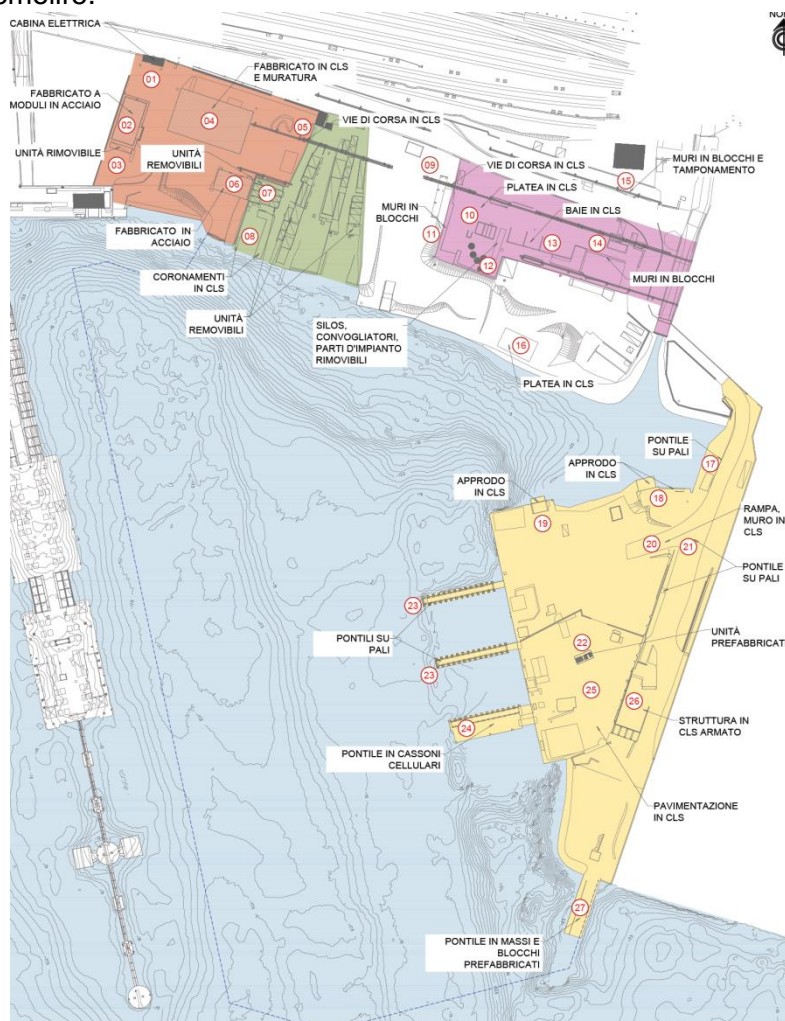 CABINA ELETTRICA
01
FABBRICATO IN CLS
E MURATURA
FABBRICATO A
MODULI IN ACCIAIO
02
04
05
VIE DI CORSA IN CLS
UNITÀ RIMOVIBILE
03
UNITÀ
REMOVIBILI
06
07
08
FABBRICATO IN
ACCIAIO
CORONAMENTI
IN CLS
UNITÀ
REMOVIBILI
09
VIE DI CORSA IN CLS
15
MURI IN BLOCCHI E
TAMPONAMENTO
PLATEA IN CLS
MURI IN
BLOCCHI
10
11
BAIE IN CLS
13
14
12
MURI IN BLOCCHI
SILOS,
CONVOGLIATORI,
PARTI D'IMPIANTO
RIMOVIBILI
16
PLATEA IN CLS
PONTILE
SU PALI
17
APPRODO
IN CLS
APPRODO
IN CLS
18
19
RAMPA,
MURO IN
CLS
20
21
PONTILE
SU PALI
23
PONTILI SU
PALI
23
22
UNITÀ
PREFABBRICATI
25
26
24
STRUTTURA IN
CLS ARMATO
PONTILE IN CASSONI
CELLULARI
PAVIMENTAZIONE
IN CLS
27
PONTILE IN MASSI E
BLOCCHI
PREFABBRICATI